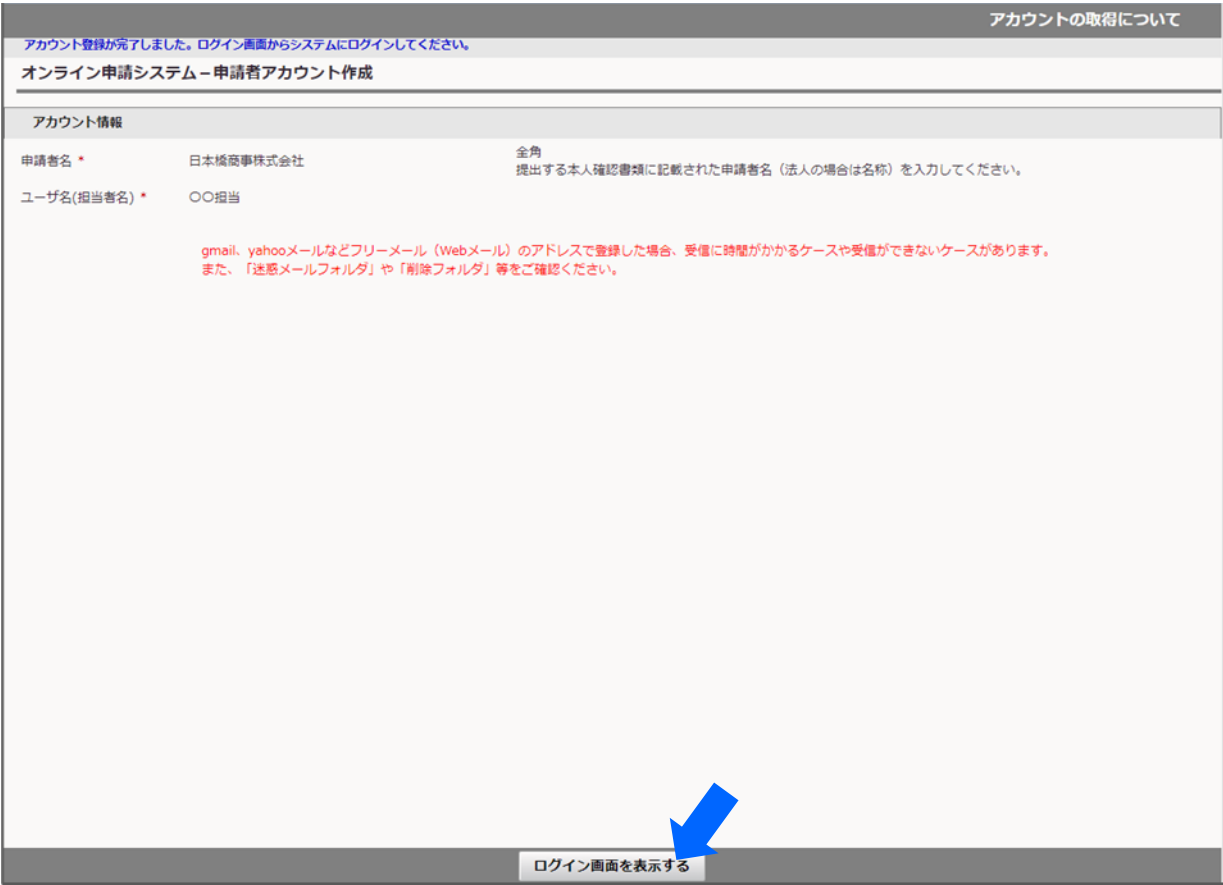 アカウントの取得について
アカウント登録が完了しました。ログイン画面からシステムにログインしてください。
オンライン申請システム－申請者アカウント作成
アカウント情報
申請者名 * 日本橋商事株式会社 全角
提出する本人確認書類に記載された申請者名（法人の場合は名称）を入力してください。
ユーザ名(担当者名) * 〇〇担当
gmail、yahooメールなどフリーメール（Webメール）のアドレスで登録した場合、受信に時間がかかるケースや受信ができないケースがあります。
また、「迷惑メールフォルダ」や「削除フォルダ」等をご確認ください。
ログイン画面を表示する